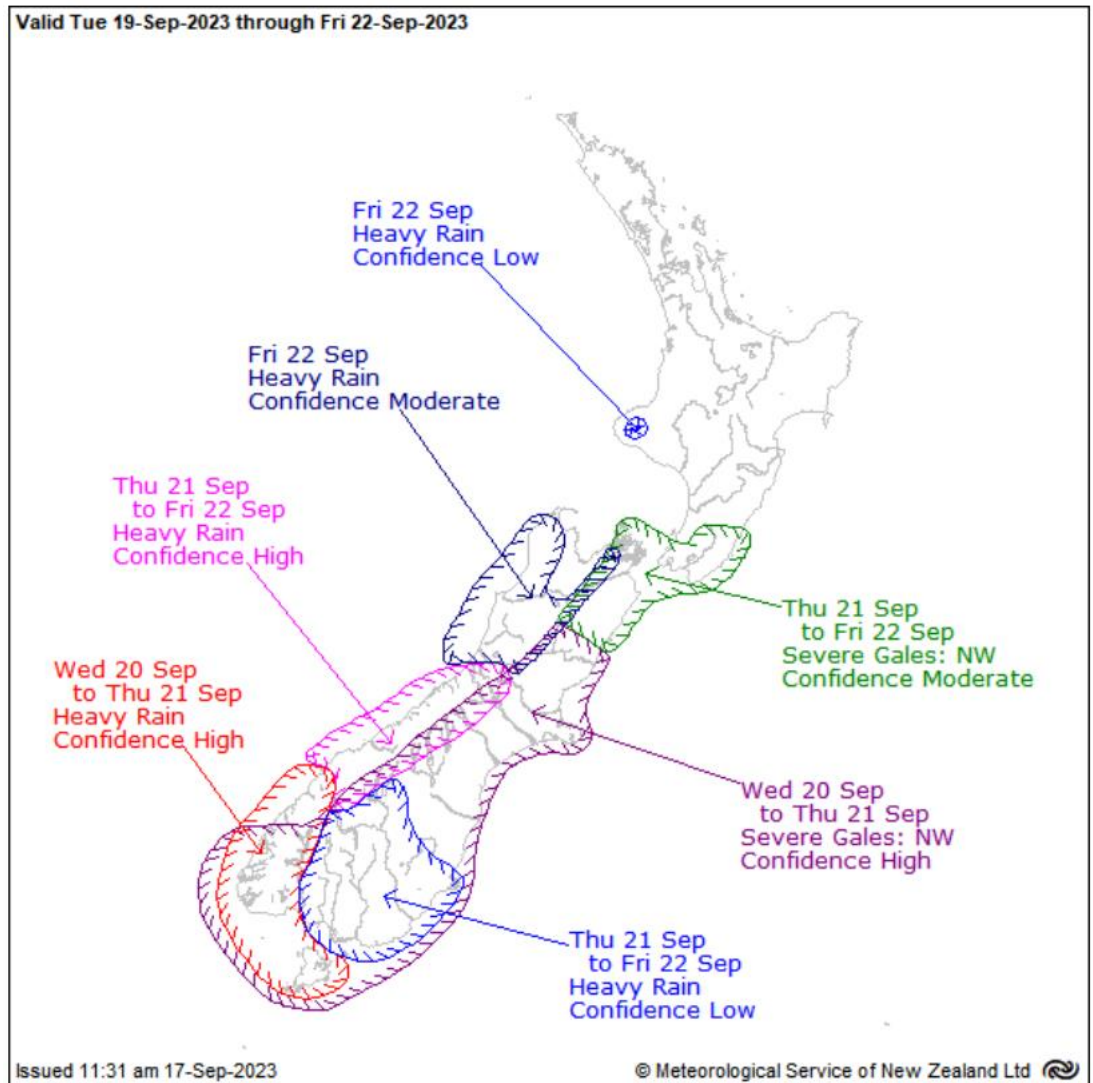 Valid Tue 19-Sep-2023 through Fri 22-Sep-2023
Fri 22 Sep
Heavy Rain
Confidence Low
Fri 22 Sep
Heavy Rain
Confidence Moderate
Thu 21 Sep
to Fri 22 Sep
Heavy Rain
Confidence High
Thu 21 Sep
to Fri 22 Sep
Severe Gales: NW
Confidence Moderate
Wed 20 Sep
to Thu 21 Sep
Heavy Rain
Confidence High
Wed 20 Sep
to Thu 21 Sep
Severe Gales: NW
Confidence High
Thu 21 Sep
to Fri 22 Sep
Heavy Rain
Confidence Low
Issued 11:31 am 17-Sep-2023
© Meteorological Service of New Zealand Ltd